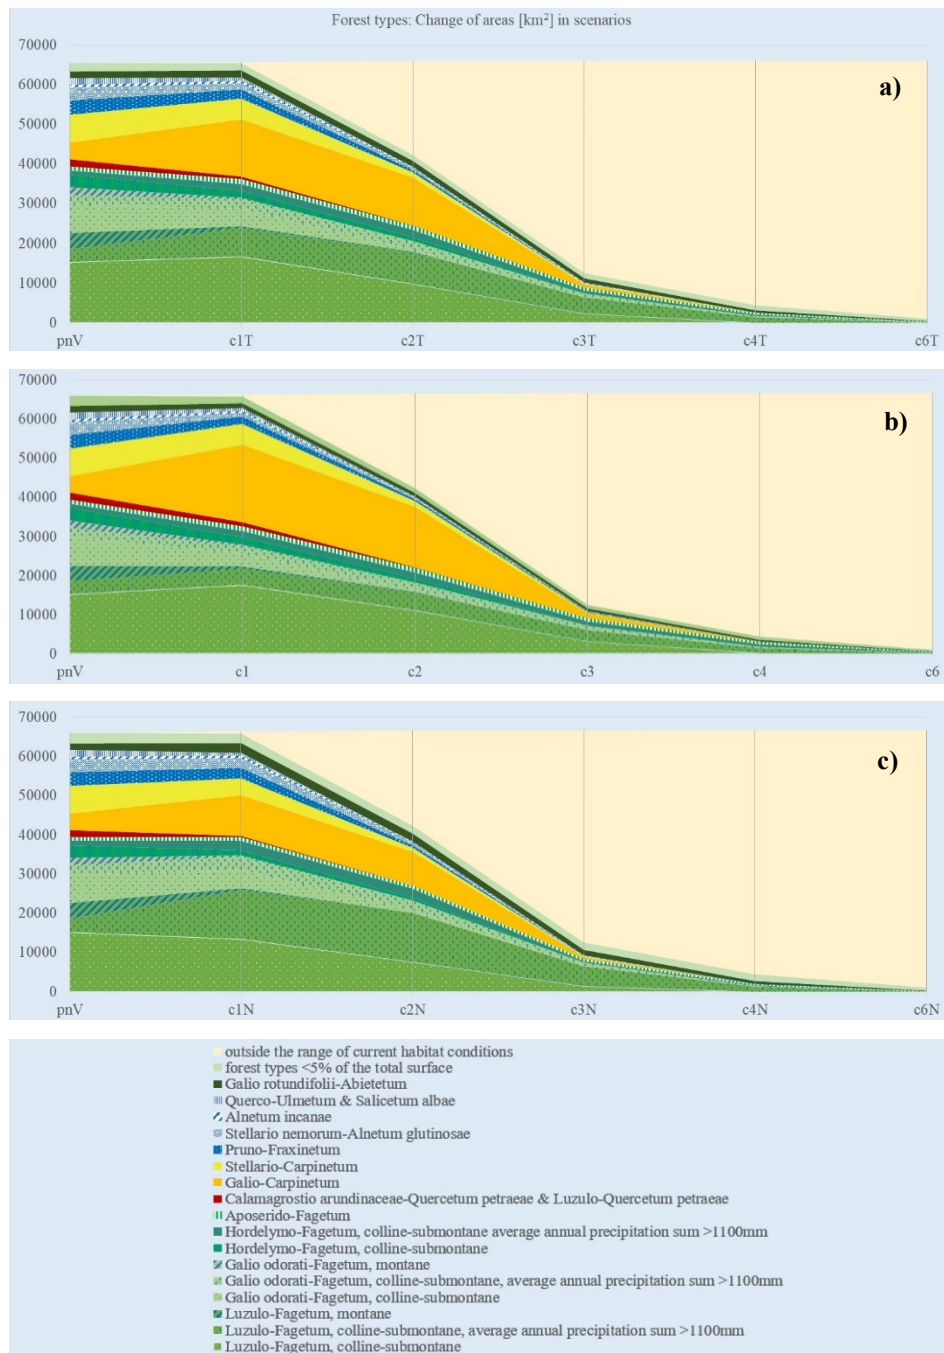 Forest types: Change of areas [km²] in scenarios
70000
a)
60000
50000
40000
30000
20000
10000
0
pnV c1T c2T c3T c4T c6T
70000
b)
60000
50000
40000
30000
20000
10000
0
pnV c1 c2 c3 c4 c6
70000
c)
60000
50000
40000
30000
20000
10000
0
pnV c1N c2N c3N c4N c6N
outside the range of current habitat conditions
forest types <5% of the total surface
Galio rotundifolii-Abietetum
Querco-Ulmetum & Salicetum albae
Alnetum incanae
Stellario nemorum-Alnetum glutinosae
Pruno-Fraxinetum
Stellario-Carpinetum
Galio-Carpinetum
Calamagrostio arundinaceae-Quercetum petraeae & Luzulo-Quercetum petraeae
Aposerido-Fagetum
Hordelymo-Fagetum, colline-submontane average annual precipitation sum >1100mm
Hordelymo-Fagetum, colline-submontane
Galio odorati-Fagetum, montane
Galio odorati-Fagetum, colline-submontane, average annual precipitation sum >1100mm
Galio odorati-Fagetum, colline-submontane
Luzulo-Fagetum, montane
Luzulo-Fagetum, colline-submontane, average annual precipitation sum >1100mm
Luzulo-Fagetum, colline-submontane